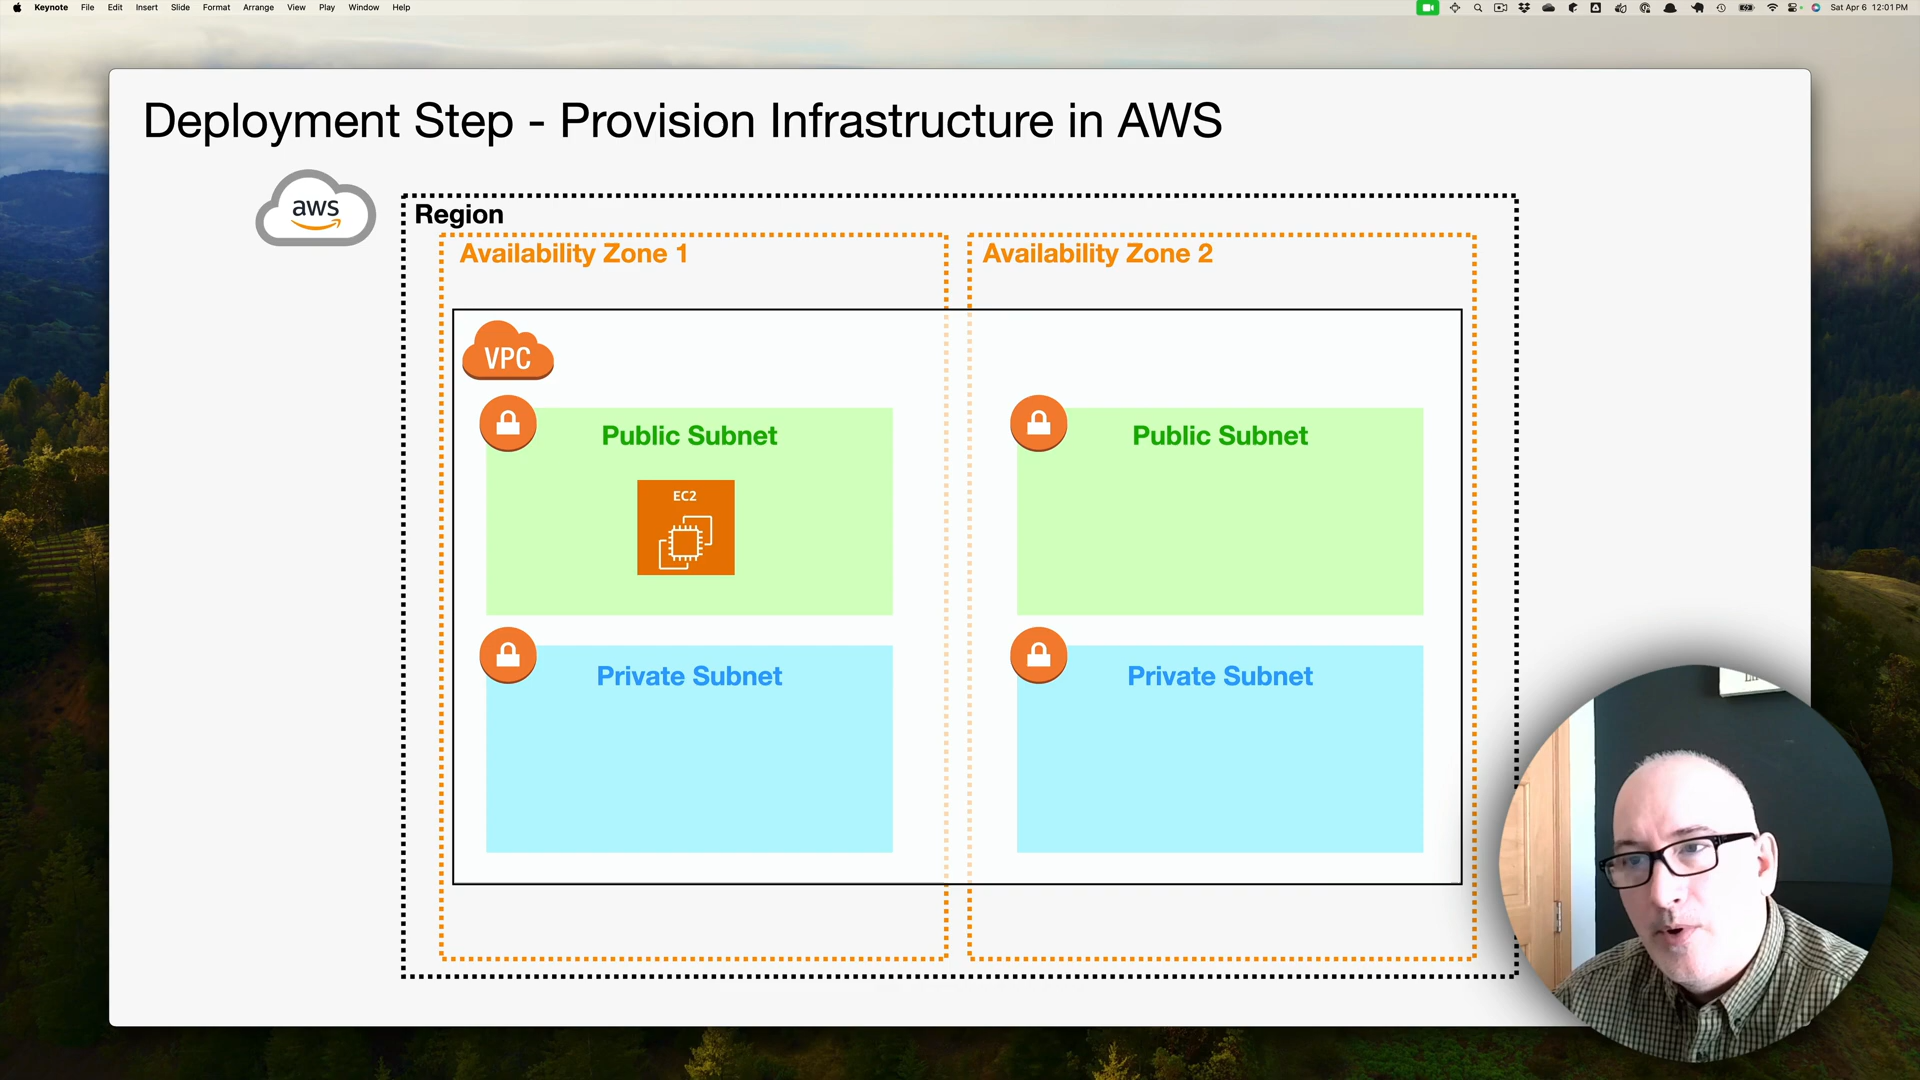 Keynote File Edit Insert Slide Format Arrange View Play Window Help
Sat Apr 6 12:01 PM
Deployment Step - Provision Infrastructure in AWS
aws
Region
Availability Zone 1
Availability Zone 2
VPC
Public Subnet
Public Subnet
EC2
Private Subnet
Private Subnet